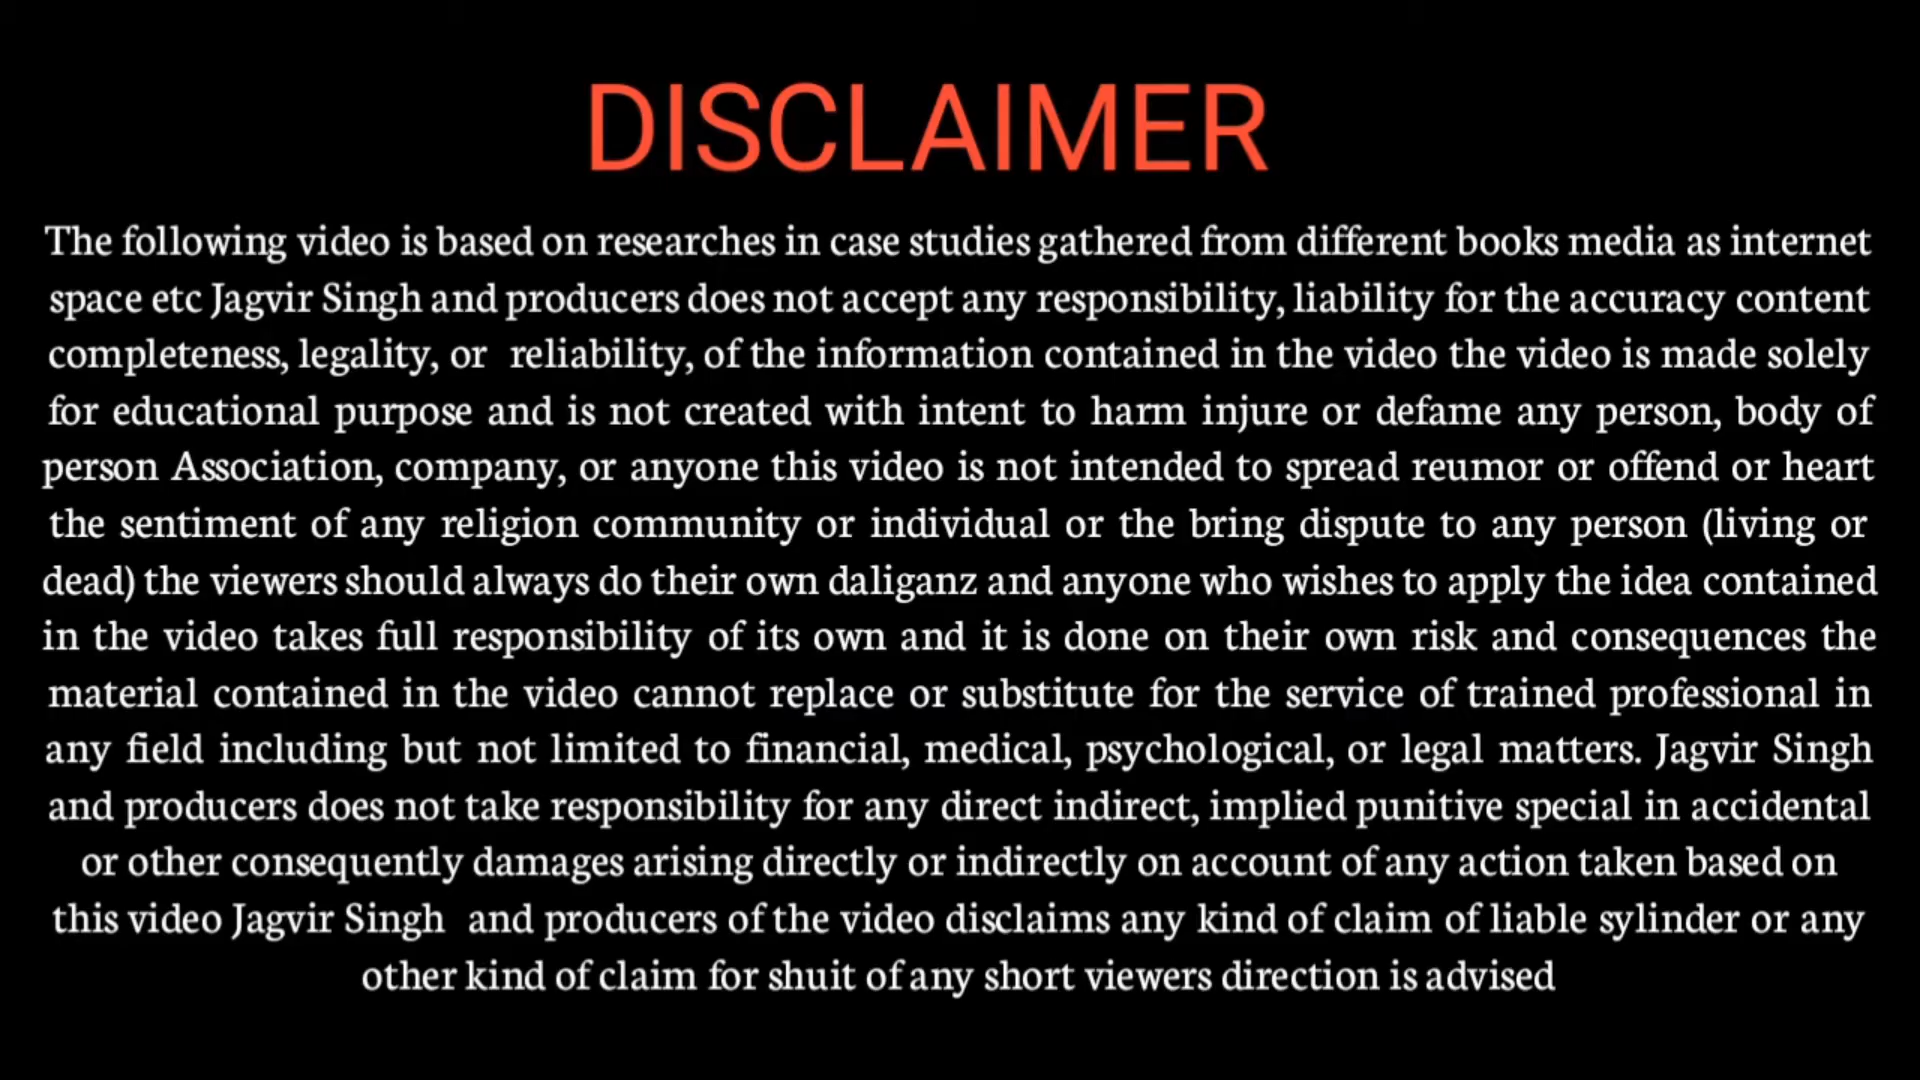 DISCLAIMER
The following video is based on researches in case studies gathered from different books media as internet
space etc Jagvir Singh and producers does not accept any responsibility, liability for the accuracy content
completeness, legality, or reliability, of the information contained in the video the video is made solely
for educational purpose and is not created with intent to harm injure or defame any person, body of
person Association, company, or anyone this video is not intended to spread reumor or offend or heart
the sentiment of any religion community or individual or the bring dispute to any person (living or
dead) the viewers should always do their own daliganz and anyone who wishes to apply the idea contained
in the video takes full responsibility of its own and it is done on their own risk and consequences the
material contained in the video cannot replace or substitute for the service of trained professional in
any field including but not limited to financial, medical, psychological, or legal matters. Jagvir Singh
and producers does not take responsibility for any direct indirect, implied punitive special in accidental
or other consequently damages arising directly or indirectly on account of any action taken based on
this video Jagvir Singh and producers of the video disclaims any kind of claim of liable sylinder or any
other kind of claim for shuit of any short viewers direction is advised